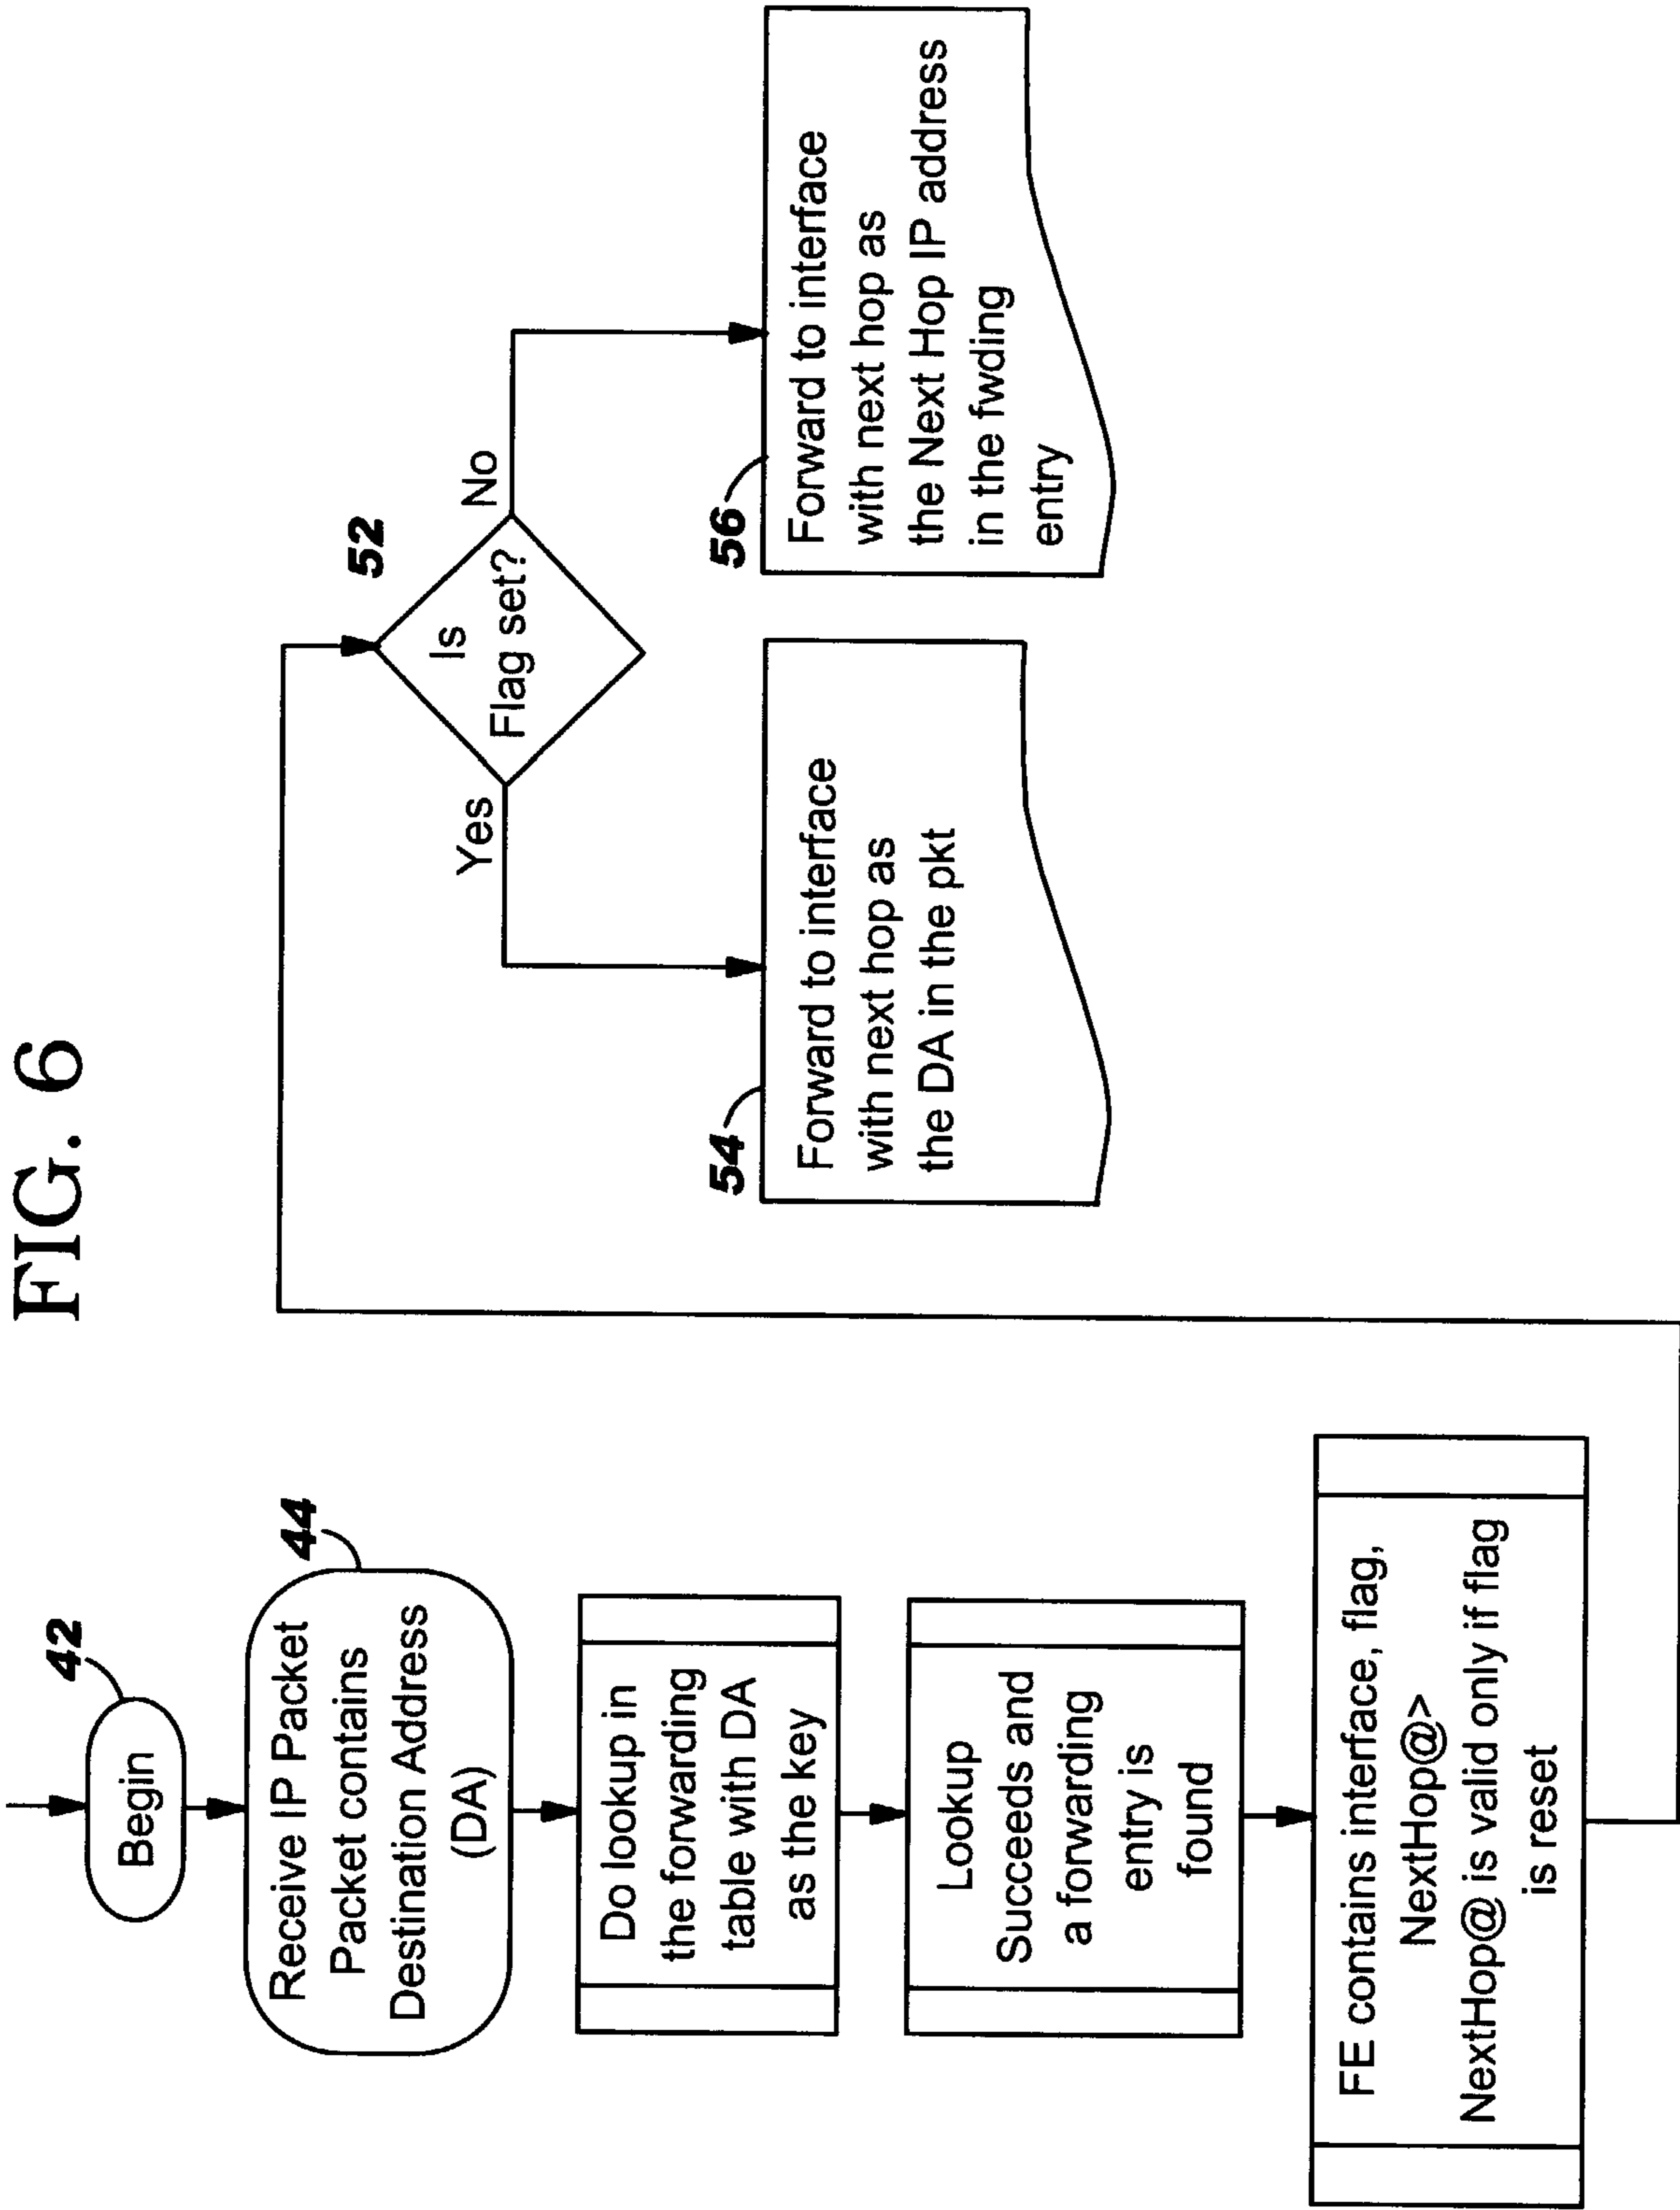 FIG. 6
42
Begin
44
Receive IP Packet
Packet contains
Destination Address
(DA)
Do lookup in
the forwarding
table with DA
as the key
Lookup
Succeeds and
a forwarding
entry is
found
FE contains interface, flag,
NextHop@>
NextHop@ is valid only if flag
is reset
52
Is
Flag set?
Yes
No
54
Forward to interface
with next hop as
the DA in the pkt
56
Forward to interface
with next hop as
the Next Hop IP address
in the fwding
entry